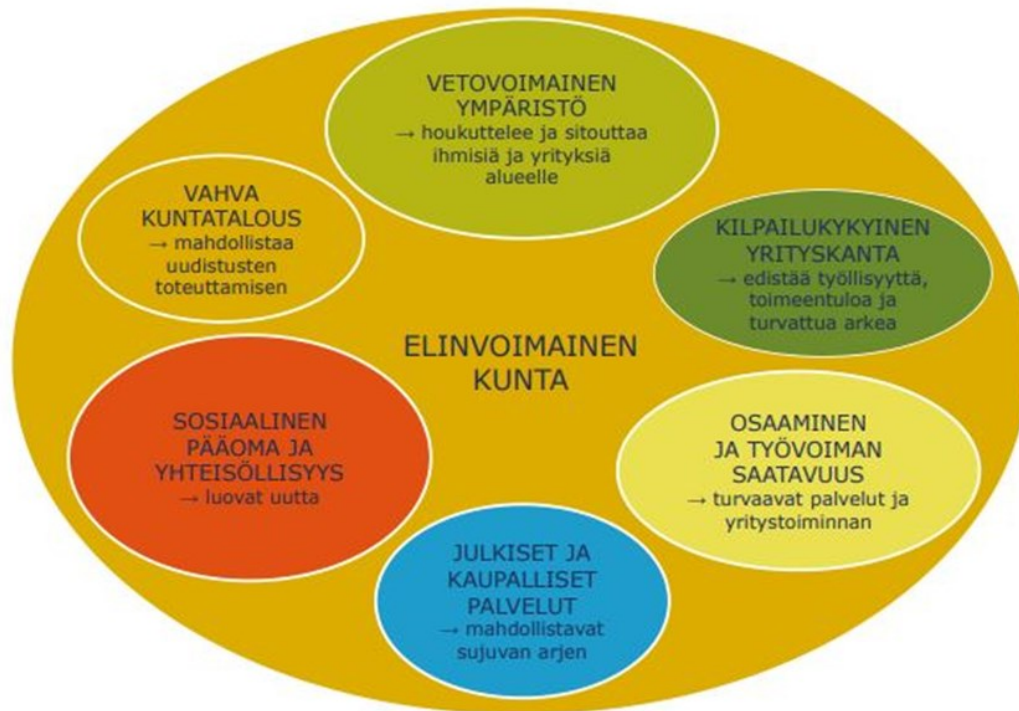 VETOVOIMAINEN
YMPÄRISTÖ
→ houkuttelee ja sitouttaa
ihmisiä ja yrityksiä
alueelle
VAHVA
KUNTATALOUS
→ mahdollistaa
uudistusten
toteuttamisen
KILPAILUKYKYINEN
YRITYSKANTA
→ edistää työllisyyttä,
toimeentuloa ja
turvattua arkea
ELINVOIMAINEN
KUNTA
SOSIAALINEN
PÄÄOMA JA
YHTEISÖLLISYYS
→ luovat uutta
OSAAMINEN
JA TYÖVOIMAN
SAATAVUUS
→ turvaavat palvelut ja
yritystoiminnan
JULKISET JA
KAUPALLISET
PALVELUT
→ mahdollistavat
sujuvan arjen